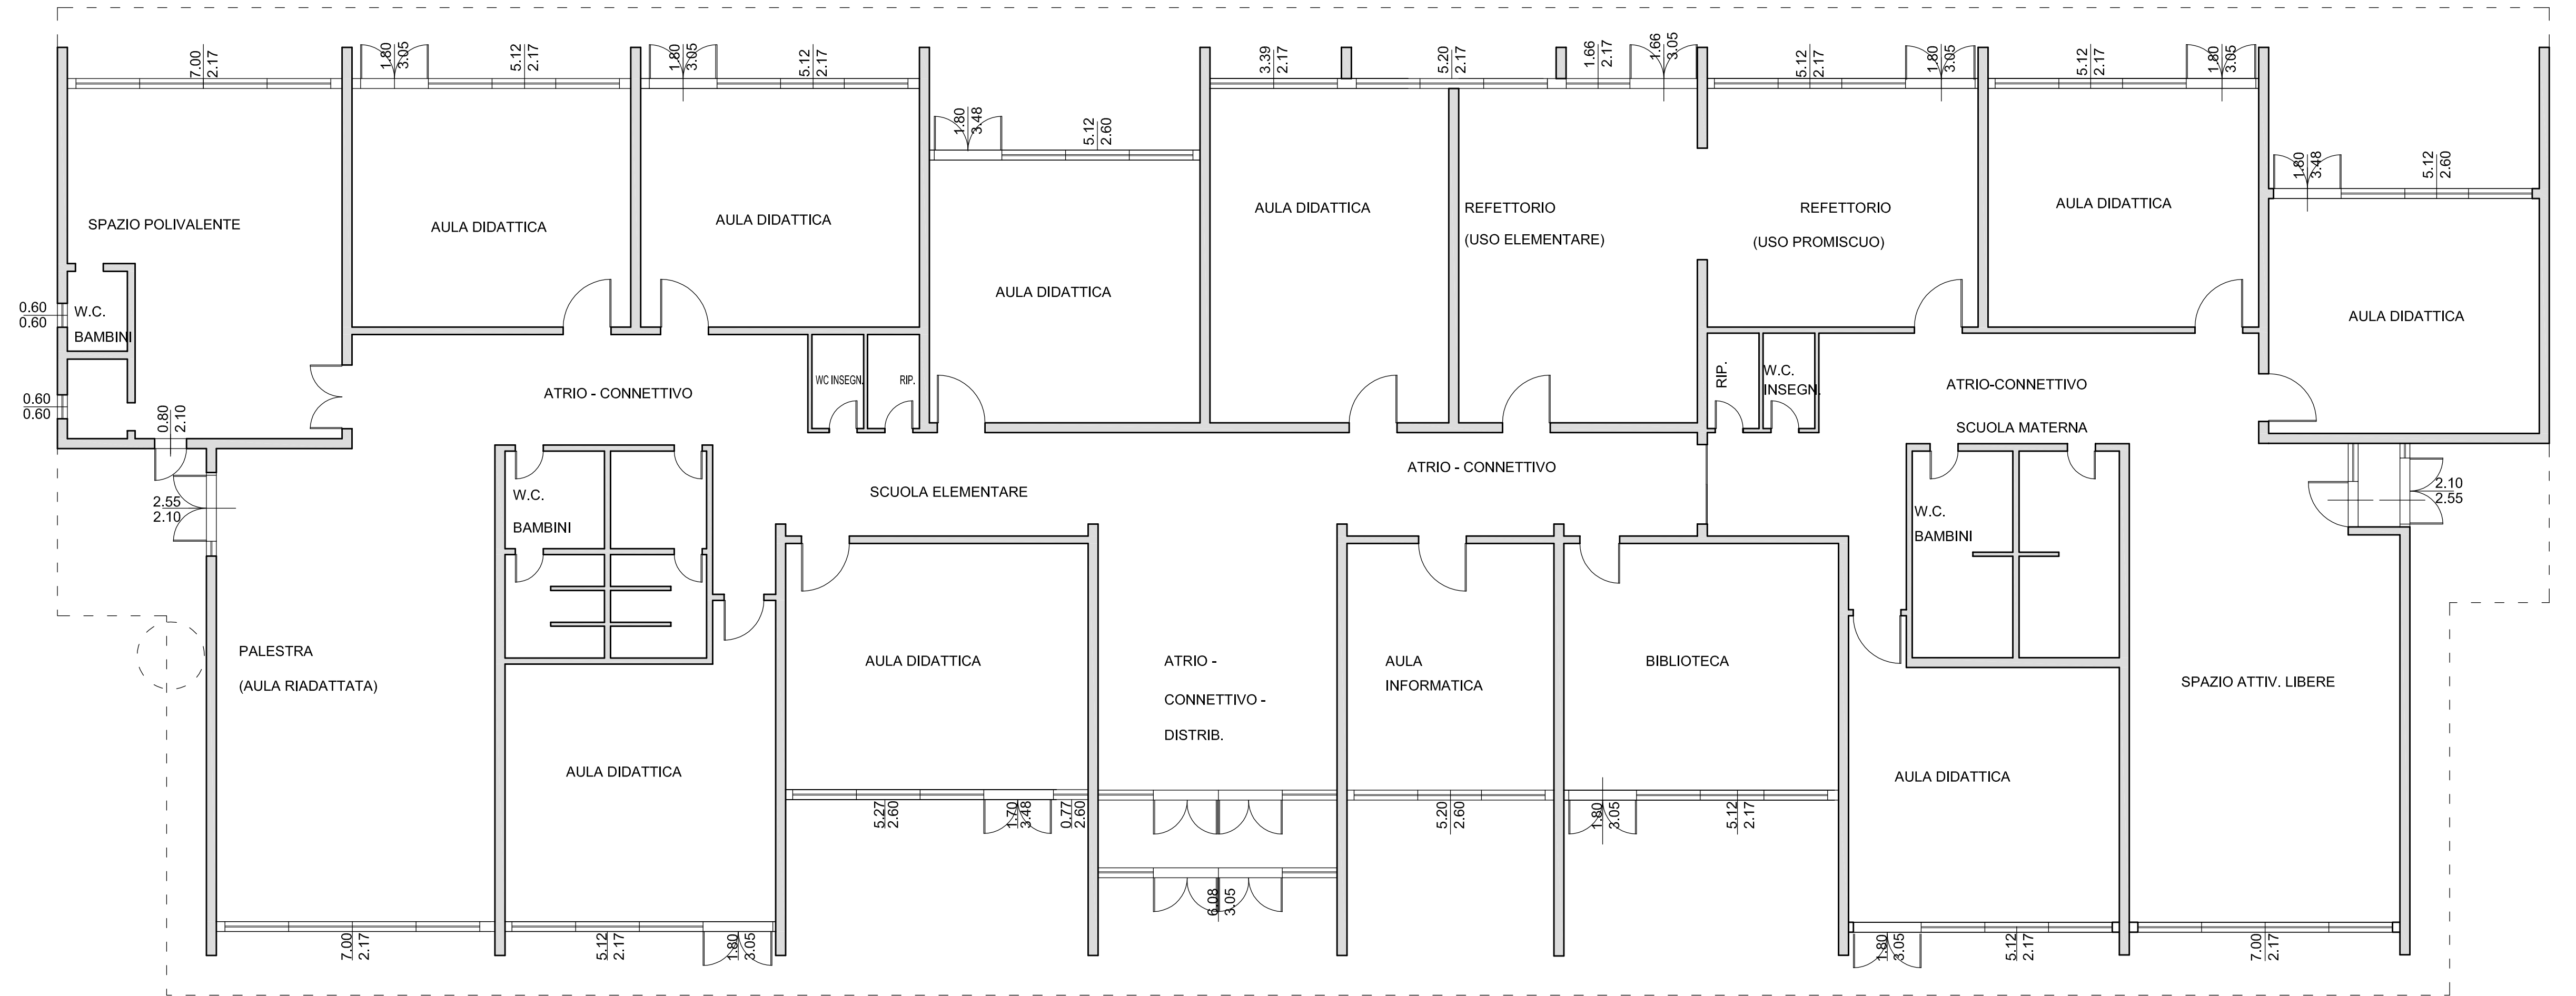 7.00
2.17
1.80
3.05
5.12
2.17
1.80
3.05
5.12
2.17
1.80
3.48
5.12
2.60
3.39
2.17
5.20
2.17
1.66
2.17
1.66
3.05
5.12
2.17
1.80
3.05
5.12
2.17
1.80
3.05
1.80
3.48
5.12
2.60
SPAZIO POLIVALENTE
AULA DIDATTICA
AULA DIDATTICA
AULA DIDATTICA
AULA DIDATTICA
REFETTORIO
(USO ELEMENTARE)
REFETTORIO
(USO PROMISCUO)
AULA DIDATTICA
AULA DIDATTICA
0.60
0.60
W.C.
BAMBINI
0.60
0.60
0.80
2.10
ATRIO - CONNETTIVO
WC INSEGN.
RIP.
RIP.
W.C.
INSEGN.
ATRIO-CONNETTIVO
SCUOLA MATERNA
2.55
2.10
W.C.
BAMBINI
SCUOLA ELEMENTARE
ATRIO - CONNETTIVO
W.C.
BAMBINI
2.10
2.55
PALESTRA
(AULA RIADATTATA)
AULA DIDATTICA
AULA DIDATTICA
ATRIO -
CONNETTIVO -
DISTRIB.
AULA
INFORMATICA
BIBLIOTECA
AULA DIDATTICA
SPAZIO ATTIV. LIBERE
5.27
2.60
1.70
3.48
0.77
2.60
5.20
2.60
1.80
3.05
5.12
2.17
6.08
3.05
7.00
2.17
5.12
2.17
1.80
3.05
1.80
3.05
5.12
2.17
7.00
2.17